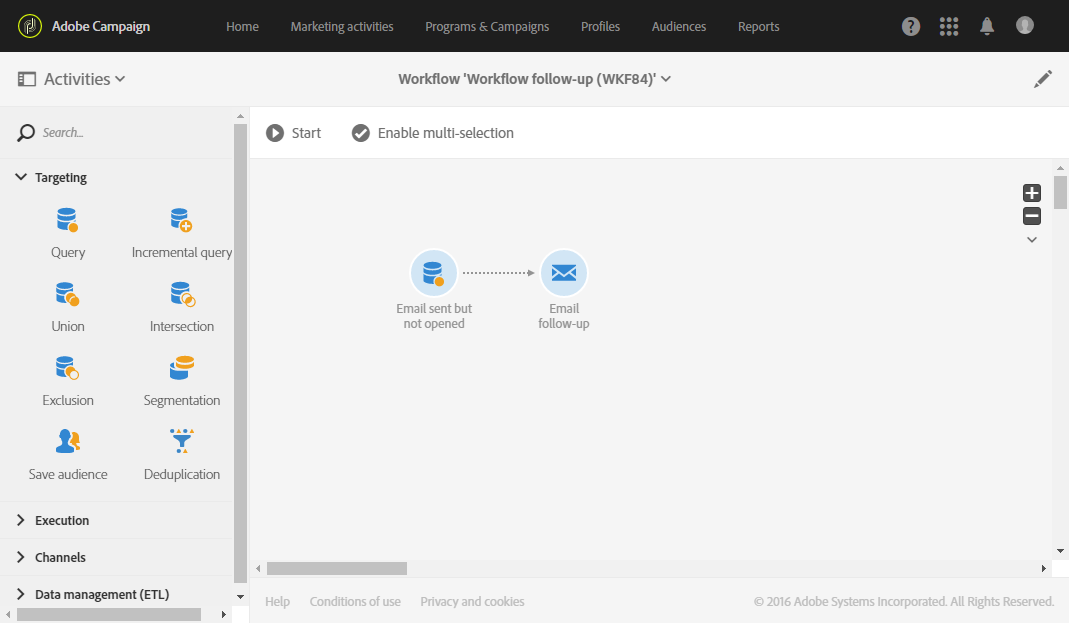 Adobe Campaign
Home
Marketing activities
Programs & Campaigns
Profiles
Audiences
Reports
Activities
Workflow 'Workflow follow-up (WKF84)'
Search...
Start
Enable multi-selection
Targeting
Query
Incremental query
Union
Intersection
Exclusion
Segmentation
Save audience
Deduplication
Execution
Channels
Data management (ETL)
Email sent but
not opened
Email
follow-up
Help
Conditions of use
Privacy and cookies
© 2016 Adobe Systems Incorporated. All Rights Reserved.